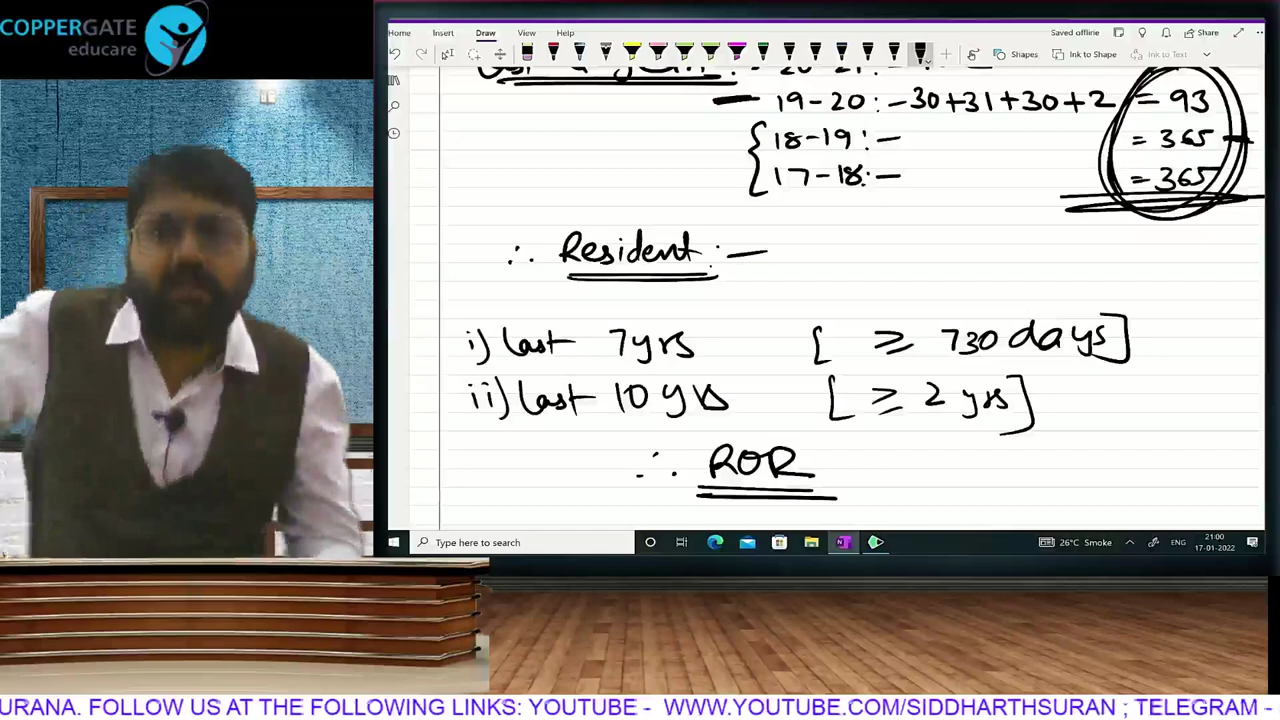 COPPERGATE
educare
Home Insert Draw View Help Saved offline Share
Shapes Ink to Shape Ink to Text
19-20:- 30+31+30+2 = 93
18-19:- = 365
17-18:- = 365
∴ Resident:-
i) last 7yrs [ ≥ 730 days]
ii) last 10 yrs [ ≥ 2 yrs]
∴ ROR
Type here to search
26°C Smoke ENG 21:00
17-01-2022
SURANA. FOLLOW US AT THE FOLLOWING LINKS: YOUTUBE - WWW.YOUTUBE.COM/SIDDHARTHSURAN ; TELEGRAM -